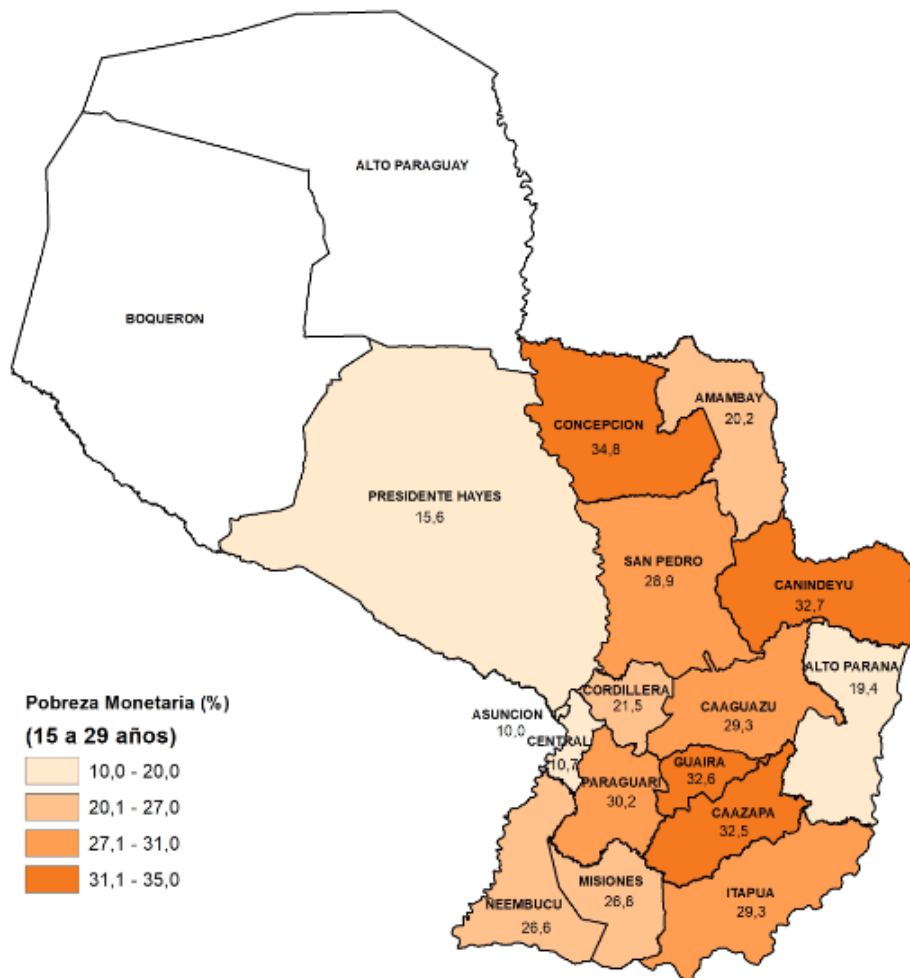 ALTO PARAGUAY
BOQUERON
AMAMBAY
20,2
CONCEPCION
34,8
PRESIDENTE HAYES
15,6
SAN PEDRO
28,9
CANINDEYU
32,7
ALTO PARANA
19,4
CORDILLERA
21,5
ASUNCION
10,0
CAAGUAZU
29,3
CENTRAL
10,7
GUAIRA
32,6
PARAGUARI
30,2
CAAZAPA
32,5
MISIONES
26,8
ITAPUA
29,3
ÑEEMBUCU
26,6
Pobreza Monetaria (%)
(15 a 29 años)
10,0 - 20,0
20,1 - 27,0
27,1 - 31,0
31,1 - 35,0